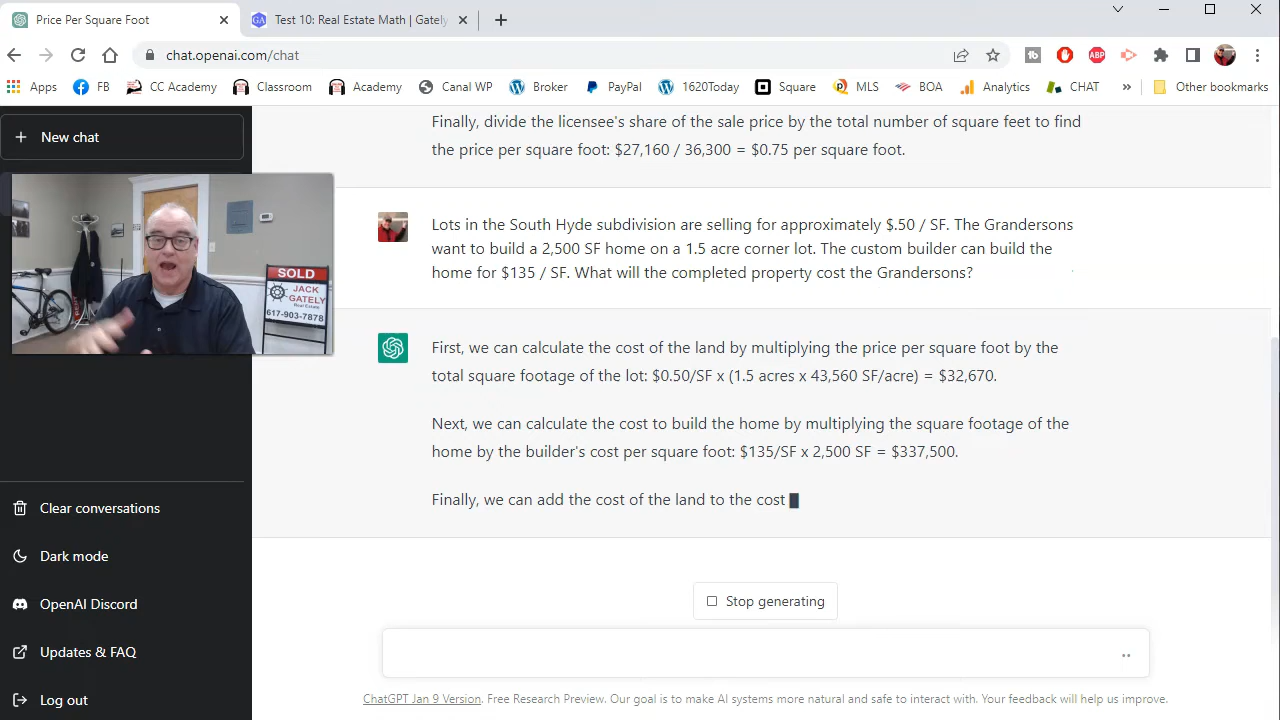 Price Per Square Foot
Test 10: Real Estate Math | Gately
chat.openai.com/chat
Apps
FB
CC Academy
Classroom
Academy
Canal WP
Broker
PayPal
1620Today
Square
MLS
BOA
Analytics
CHAT
»
Other bookmarks
New chat
Finally, divide the licensee's share of the sale price by the total number of square feet to find
the price per square foot: $27,160 / 36,300 = $0.75 per square foot.
SOLD
JACK
GATELY
Real Estate
617-903-7878
Lots in the South Hyde subdivision are selling for approximately $.50 / SF. The Grandersons
want to build a 2,500 SF home on a 1.5 acre corner lot. The custom builder can build the
home for $135 / SF. What will the completed property cost the Grandersons?
First, we can calculate the cost of the land by multiplying the price per square foot by the
total square footage of the lot: $0.50/SF x (1.5 acres x 43,560 SF/acre) = $32,670.
Next, we can calculate the cost to build the home by multiplying the square footage of the
home by the builder's cost per square foot: $135/SF x 2,500 SF = $337,500.
Finally, we can add the cost of the land to the cost
Clear conversations
Dark mode
OpenAI Discord
Updates & FAQ
Log out
Stop generating
ChatGPT Jan 9 Version. Free Research Preview. Our goal is to make AI systems more natural and safe to interact with. Your feedback will help us improve.